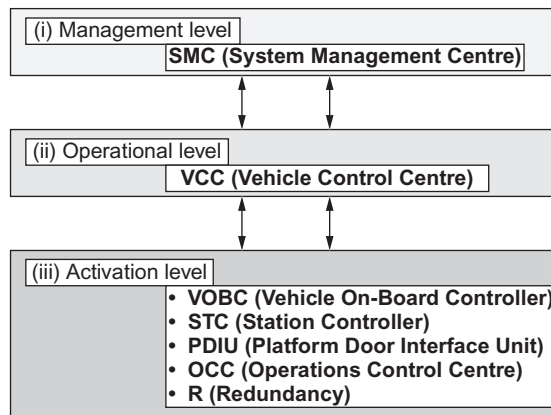 (i) Management level
SMC (System Management Centre)
(ii) Operational level
VCC (Vehicle Control Centre)
(iii) Activation level
• VOBC (Vehicle On-Board Controller)
• STC (Station Controller)
• PDIU (Platform Door Interface Unit)
• OCC (Operations Control Centre)
• R (Redundancy)